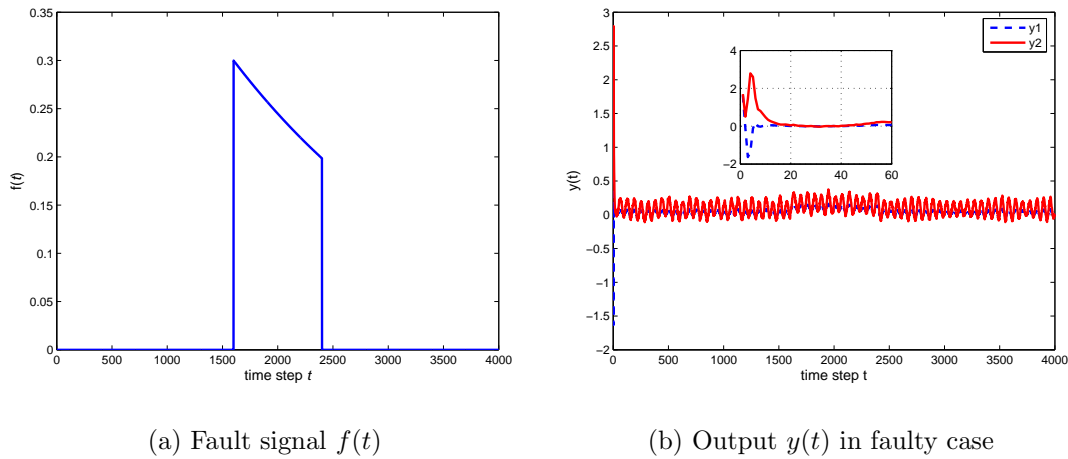 0.35
0.3
0.25
0.2
0.15
0.1
0.05
0
f(t)
0 500 1000 1500 2000 2500 3000 3500 4000
time step t
(a) Fault signal f(t)
3
2.5
2
1.5
1
0.5
0
−0.5
−1
−1.5
−2
y(t)
y1
y2
4
2
0
−2
0 20 40 60
0 500 1000 1500 2000 2500 3000 3500 4000
time step t
(b) Output y(t) in faulty case